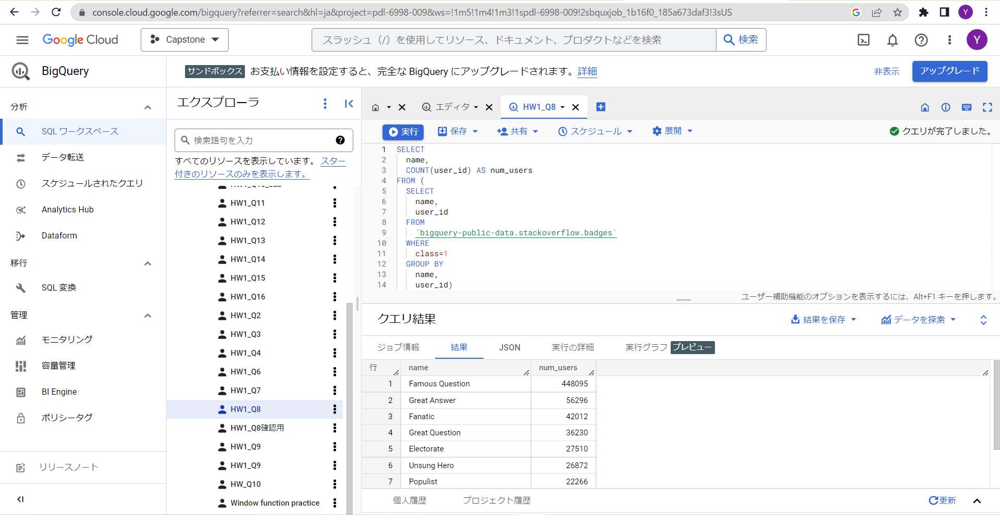 console.cloud.google.com/bigquery?referrer=search&hl=ja&project=pdl-6998-009&ws=!1m5!1m4!1m3!1spdl-6998-009!2sbquxjob_1b16f0_185a673daf3!3sUS
Y
Google Cloud
Capstone
スラッシュ（/）を使用してリソース、ドキュメント、プロダクトなどを検索
検索
Y
BigQuery
サンドボックス お支払い情報を設定すると、完全な BigQuery にアップグレードされます。詳細
非表示
アップグレード
分析
SQL ワークスペース
データ転送
スケジュールされたクエリ
Analytics Hub
Dataform
移行
SQL 変換
管理
モニタリング
容量管理
BI Engine
ポリシータグ
リリースノート
エクスプローラ
検索語句を入力
すべてのリソースを表示しています。 スター
付きのリソースのみを表示します。
HW1_Q11
HW1_Q12
HW1_Q13
HW1_Q14
HW1_Q15
HW1_Q16
HW1_Q2
HW1_Q3
HW1_Q4
HW1_Q6
HW1_Q7
HW1_Q8
HW1_Q8確認用
HW1_Q9
HW1_Q9
HW_Q10
Window function practice
エディタ
HW1_Q8
実行
保存
共有
スケジュール
展開
クエリが完了しました。
1 SELECT
2 name,
3 COUNT(user_id) AS num_users
4 FROM (
5 SELECT
6 name,
7 user_id
8 FROM
9 `bigquery-public-data.stackoverflow.badges`
10 WHERE
11 class=1
12 GROUP BY
13 name,
14 user_id)
ユーザー補助機能のオプションを表示するには、Alt+F1 キーを押します。
クエリ結果
結果を保存
データを探索
ジョブ情報
結果
JSON
実行の詳細
実行グラフ プレビュー
行 name num_users
1 Famous Question 448095
2 Great Answer 56296
3 Fanatic 42012
4 Great Question 36230
5 Electorate 27510
6 Unsung Hero 26872
7 Populist 22266
個人履歴
プロジェクト履歴
更新